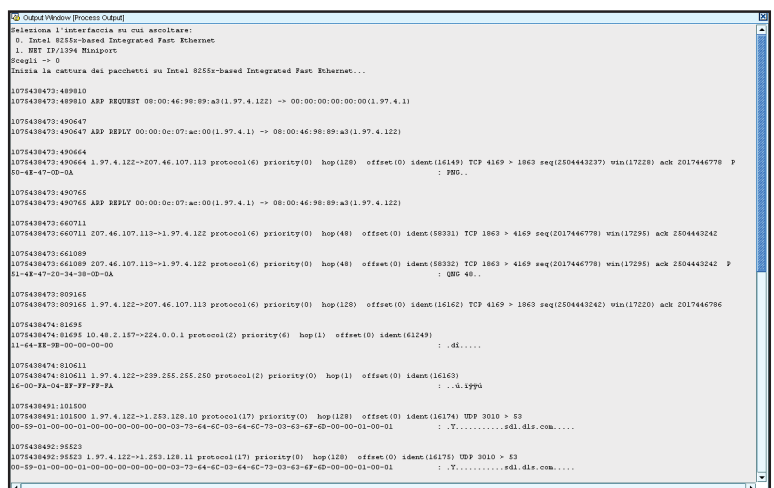 Output Window [Process Output]
Seleziona l'interfaccia su cui ascoltare:
0. Intel 8255x-based Integrated Fast Ethernet
1. NET IP/1394 Miniport
Scegli -> 0
Inizia la cattura dei pacchetti su Intel 8255x-based Integrated Fast Ethernet...
1075438473:489810
1075438473:489810 ARP REQUEST 08:00:46:98:89:a3(1.97.4.122) -> 00:00:00:00:00:00(1.97.4.1)
1075438473:490647
1075438473:490647 ARP REPLY 00:00:0c:07:ac:00(1.97.4.1) -> 08:00:46:98:89:a3(1.97.4.122)
1075438473:490664
1075438473:490664 1.97.4.122->207.46.107.113 protocol(6) priority(0) hop(128) offset(0) ident(16149) TCP 4169 > 1863 seq(2504443237) win(17228) ack 2017446778 P
50-4E-47-0D-0A : PNG..
1075438473:490765
1075438473:490765 ARP REPLY 00:00:0c:07:ac:00(1.97.4.1) -> 08:00:46:98:89:a3(1.97.4.122)
1075438473:660711
1075438473:660711 207.46.107.113->1.97.4.122 protocol(6) priority(0) hop(48) offset(0) ident(58331) TCP 1863 > 4169 seq(2017446778) win(17295) ack 2504443242
1075438473:661089
1075438473:661089 207.46.107.113->1.97.4.122 protocol(6) priority(0) hop(48) offset(0) ident(58332) TCP 1863 > 4169 seq(2017446778) win(17295) ack 2504443242 P
51-4E-47-20-34-38-0D-0A : QNG 48..
1075438473:809165
1075438473:809165 1.97.4.122->207.46.107.113 protocol(6) priority(0) hop(128) offset(0) ident(16162) TCP 4169 > 1863 seq(2504443242) win(17220) ack 2017446786
1075438474:81695
1075438474:81695 10.48.2.157->224.0.0.1 protocol(2) priority(6) hop(1) offset(0) ident(61249)
11-64-EE-9B-00-00-00-00 : .dî.....
1075438474:810611
1075438474:810611 1.97.4.122->239.255.255.250 protocol(2) priority(0) hop(1) offset(0) ident(16163)
16-00-FA-04-EF-FF-FF-FA : ..ú.ïÿÿú
1075438491:101500
1075438491:101500 1.97.4.122->1.253.128.10 protocol(17) priority(0) hop(128) offset(0) ident(16174) UDP 3010 > 53
00-59-01-00-00-01-00-00-00-00-00-00-03-73-64-6C-03-64-6C-73-03-63-6F-6D-00-00-01-00-01 : .Y...........sdl.dls.com.....
1075438492:95523
1075438492:95523 1.97.4.122->1.253.128.11 protocol(17) priority(0) hop(128) offset(0) ident(16175) UDP 3010 > 53
00-59-01-00-00-01-00-00-00-00-00-00-03-73-64-6C-03-64-6C-73-03-63-6F-6D-00-00-01-00-01 : .Y...........sdl.dls.com.....